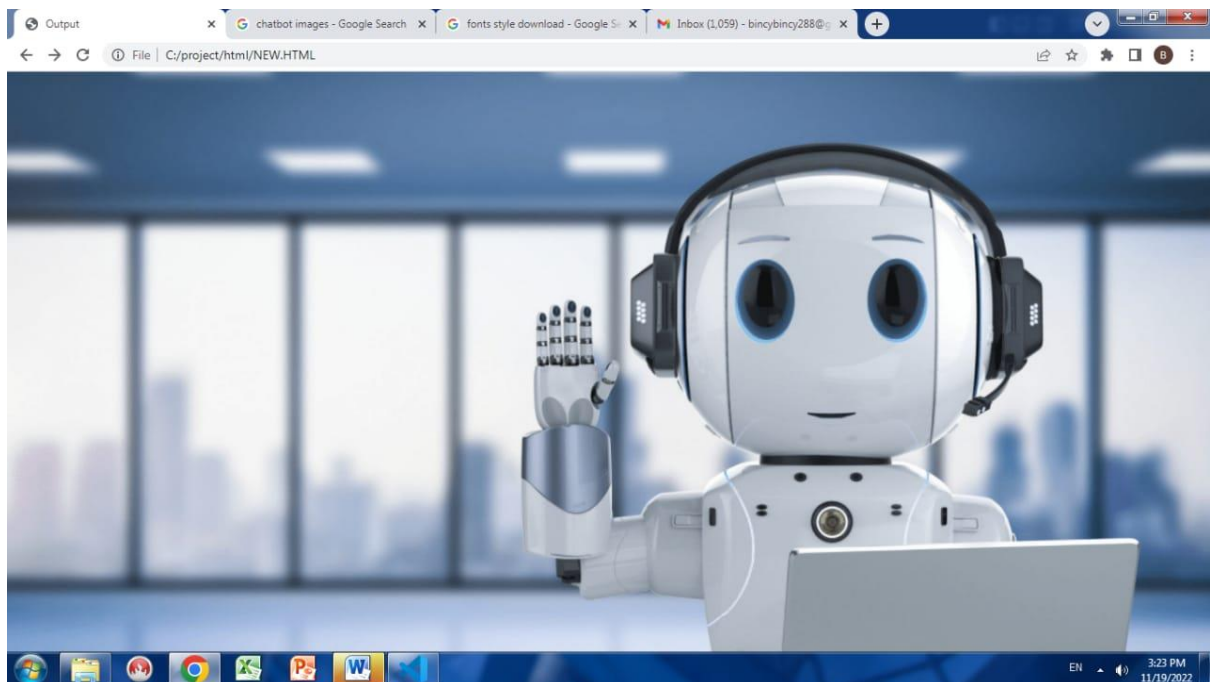 Output
chatbot images - Google Search
fonts style download - Google Se
Inbox (1,059) - bincybincy288@g
File | C:/project/html/NEW.HTML
B
EN
3:23 PM
11/19/2022